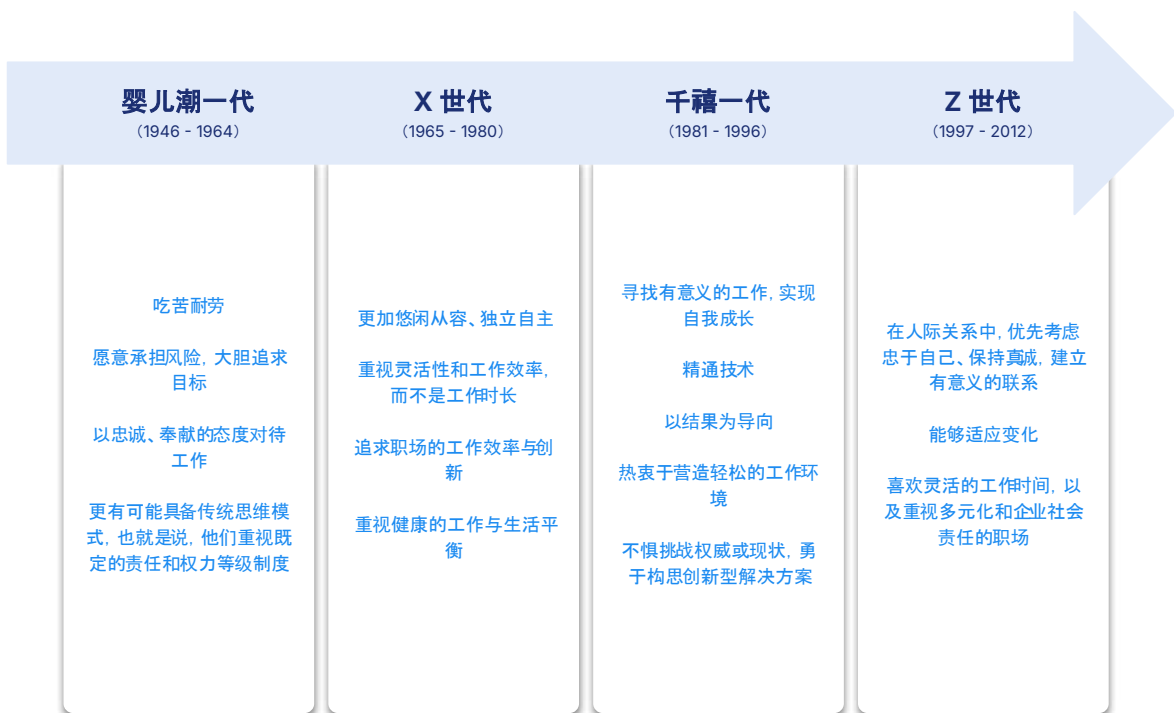 婴儿潮一代
（1946 - 1964）
X 世代
（1965 - 1980）
千禧一代
（1981 - 1996）
Z 世代
（1997 - 2012）
吃苦耐劳
愿意承担风险，大胆追求
目标
以忠诚、奉献的态度对待
工作
更有可能具备传统思维模
式，也就是说，他们重视既
定的责任和权力等级制度
更加悠闲从容、独立自主
重视灵活性和工作效率，
而不是工作时长
追求职场的工作效率与创
新
重视健康的工作与生活平
衡
寻找有意义的工作，实现
自我成长
精通技术
以结果为导向
热衷于营造轻松的工作环
境
不惧挑战权威或现状，勇
于构思创新型解决方案
在人际关系中，优先考虑
忠于自己、保持真诚，建立
有意义的联系
能够适应变化
喜欢灵活的工作时间，以
及重视多元化和企业社会
责任的职场